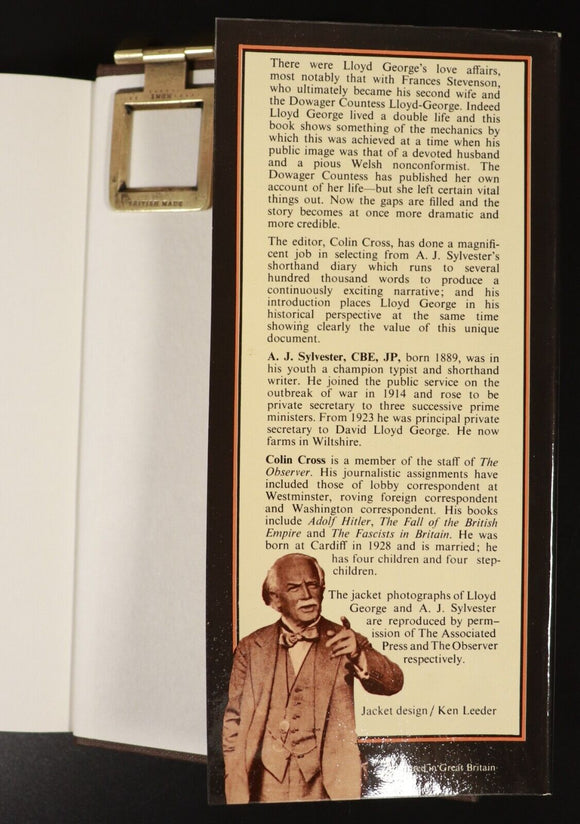 INCH
BRITISH MADE
There were Lloyd George's love affairs,
most notably that with Frances Stevenson,
who ultimately became his second wife and
the Dowager Countess Lloyd-George. Indeed
Lloyd George lived a double life and this
book shows something of the mechanics by
which this was achieved at a time when his
public image was that of a devoted husband
and a pious Welsh nonconformist. The
Dowager Countess has published her own
account of her life—but she left certain vital
things out. Now the gaps are filled and the
story becomes at once more dramatic and
more credible.
The editor, Colin Cross, has done a magnifi-
cent job in selecting from A. J. Sylvester's
shorthand diary which runs to several
hundred thousand words to produce a
continuously exciting narrative; and his
introduction places Lloyd George in his
historical perspective at the same time
showing clearly the value of this unique
document.
A. J. Sylvester, CBE, JP, born 1889, was in
his youth a champion typist and shorthand
writer. He joined the public service on the
outbreak of war in 1914 and rose to be
private secretary to three successive prime
ministers. From 1923 he was principal private
secretary to David Lloyd George. He now
farms in Wiltshire.
Colin Cross is a member of the staff of The
Observer. His journalistic assignments have
included those of lobby correspondent at
Westminster, roving foreign correspondent
and Washington correspondent. His books
include Adolf Hitler, The Fall of the British
Empire and The Fascists in Britain. He was
born at Cardiff in 1928 and is married; he
has four children and four step-
children.
The jacket photographs of Lloyd
George and A. J. Sylvester
are reproduced by perm-
ission of The Associated
Press and The Observer
respectively.
Jacket design/Ken Leeder
in Great Britain